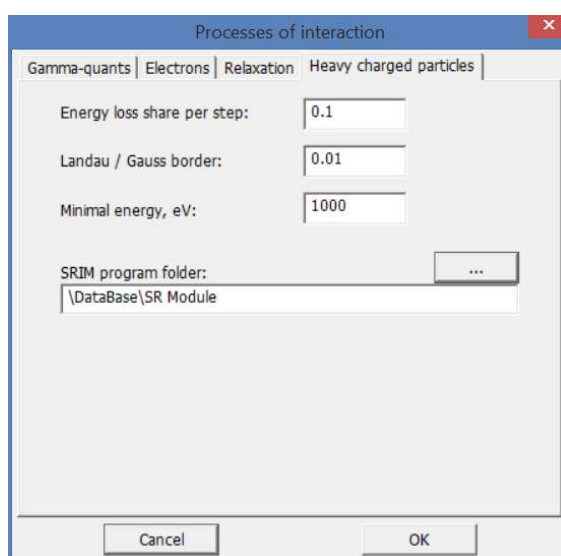 Processes of interaction
Gamma-quants Electrons Relaxation Heavy charged particles
Energy loss share per step: 0.1
Landau / Gauss border: 0.01
Minimal energy, eV: 1000
SRIM program folder: ...
\DataBase\SR Module
Cancel OK